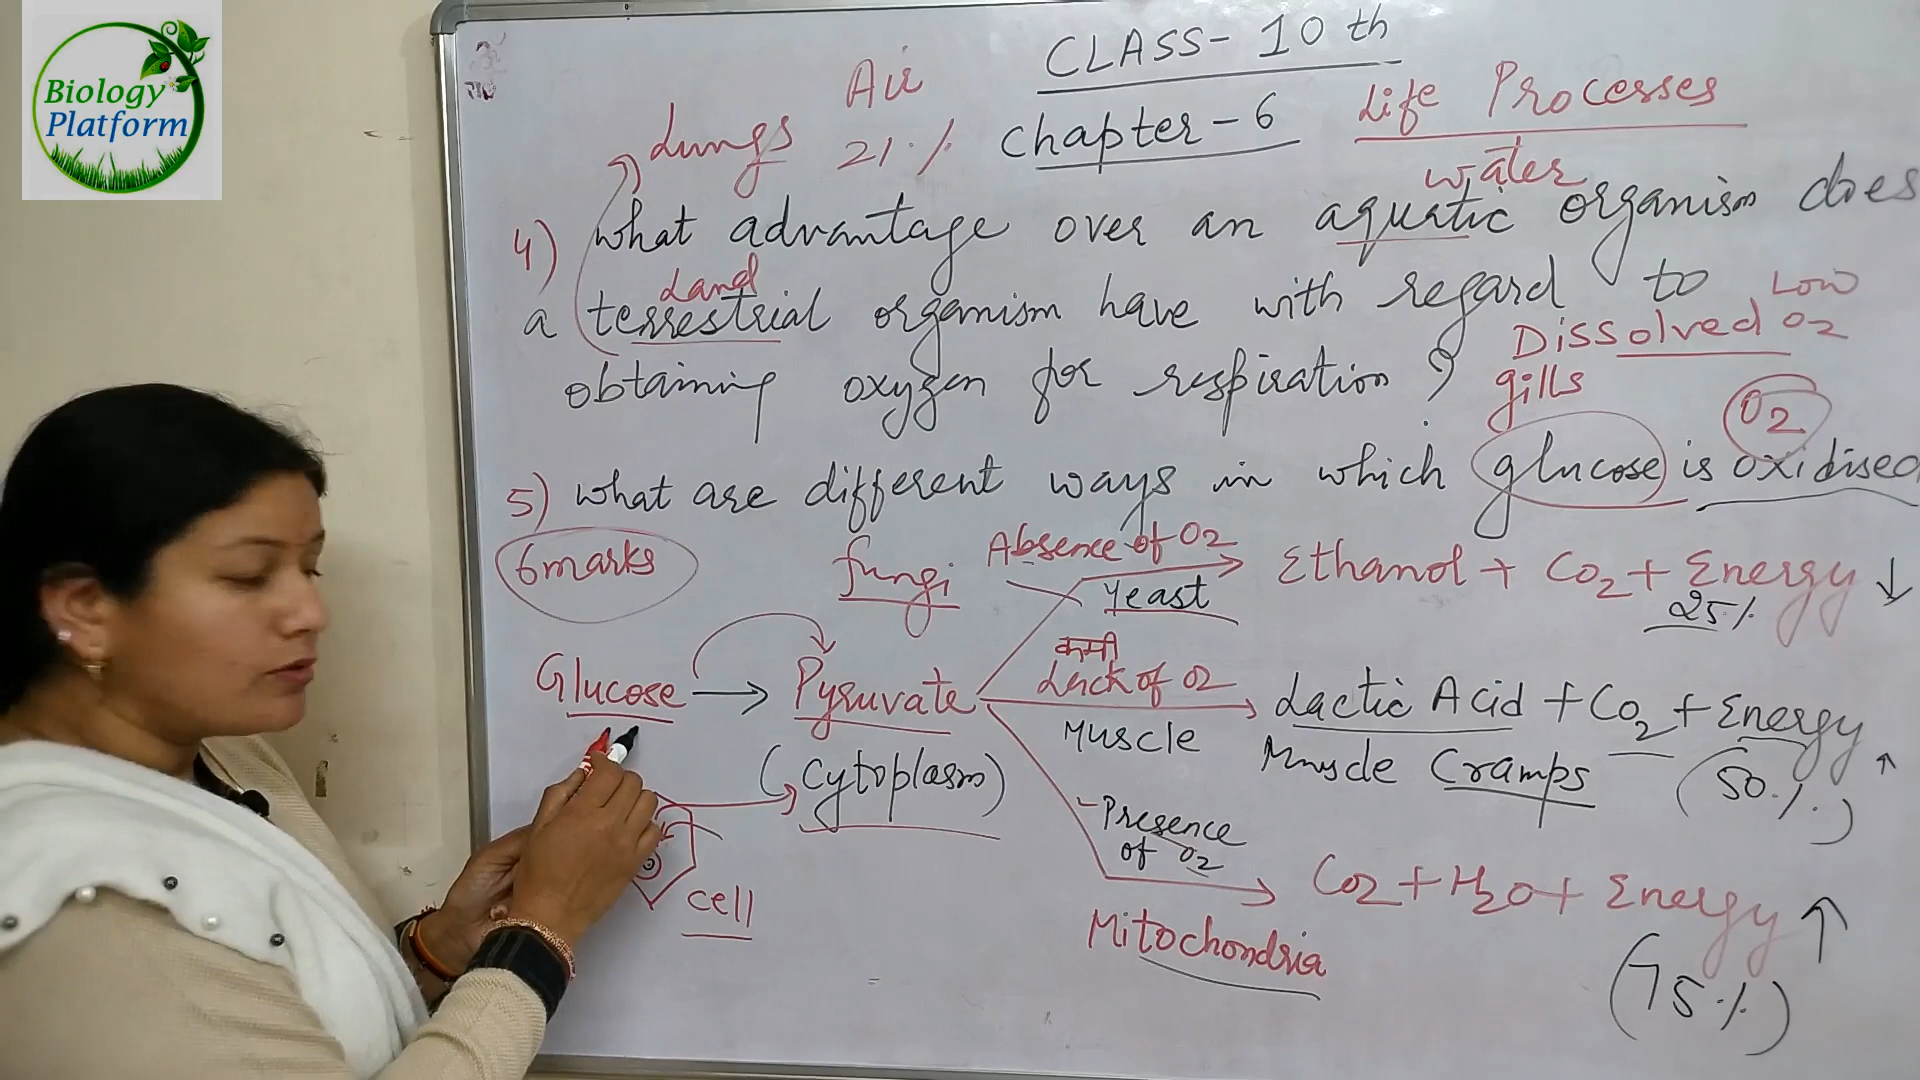 Biology
Platform
CLASS-10th
Lungs Air
21% Chapter-6 Life Processes
water
4) What advantage over an aquatic organism does
Land
a terrestrial organism have with regard to
Low
Dissolved O2
obtaining oxygen for respiration ?
gills
O2
5) What are different ways in which glucose is oxidised
6marks
fungi
Absence of O2
Yeast
Ethanol + CO2 + Energy ↓
25%
Glucose → Pyruvate
कमी
Lack of O2
Muscle
Lactic Acid + CO2 + Energy
Muscle Cramps (50%) ↑
(Cytoplasm)
cell
-Presence
of O2
Mitochondria
CO2 + H2O + Energy ↑
(75%)